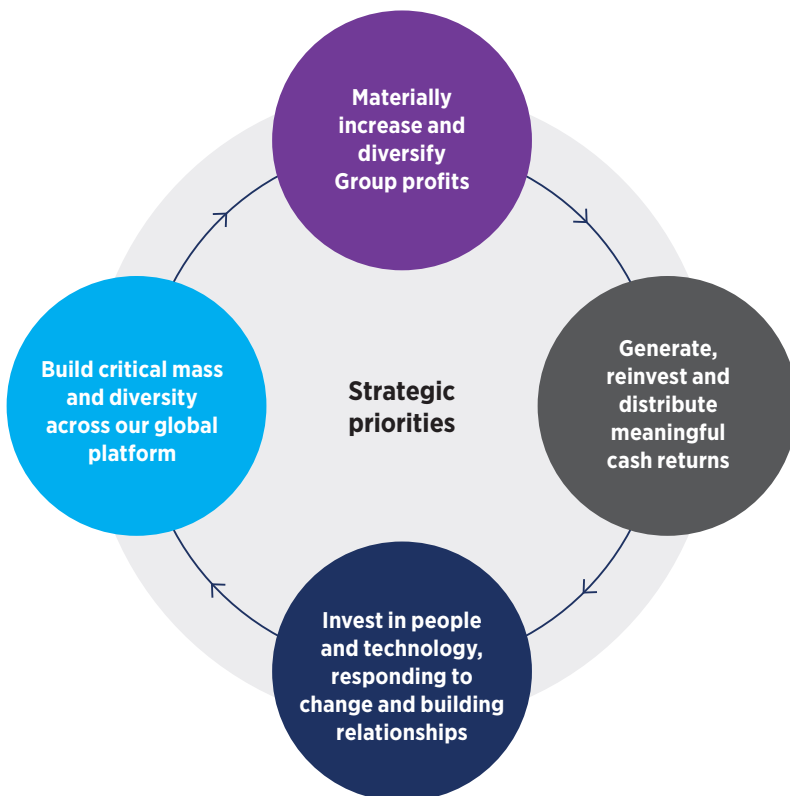 Materially
increase and
diversify
Group profits
Build critical mass
and diversity
across our global
platform
Strategic
priorities
Generate,
reinvest and
distribute
meaningful
cash returns
Invest in people
and technology,
responding to
change and building
relationships